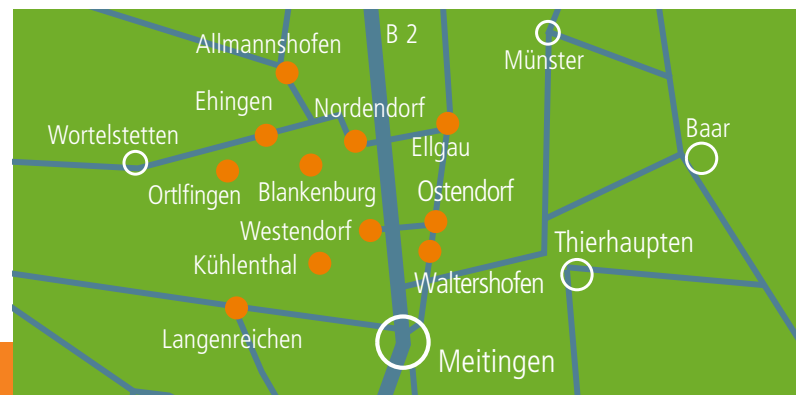 B 2
Allmannshofen
Münster
Ehingen
Nordendorf
Wortelstetten
Ellgau
Baar
Ortlfingen
Blankenburg
Ostendorf
Westendorf
Thierhaupten
Kühlenthal
Waltershofen
Langenreichen
Meitingen